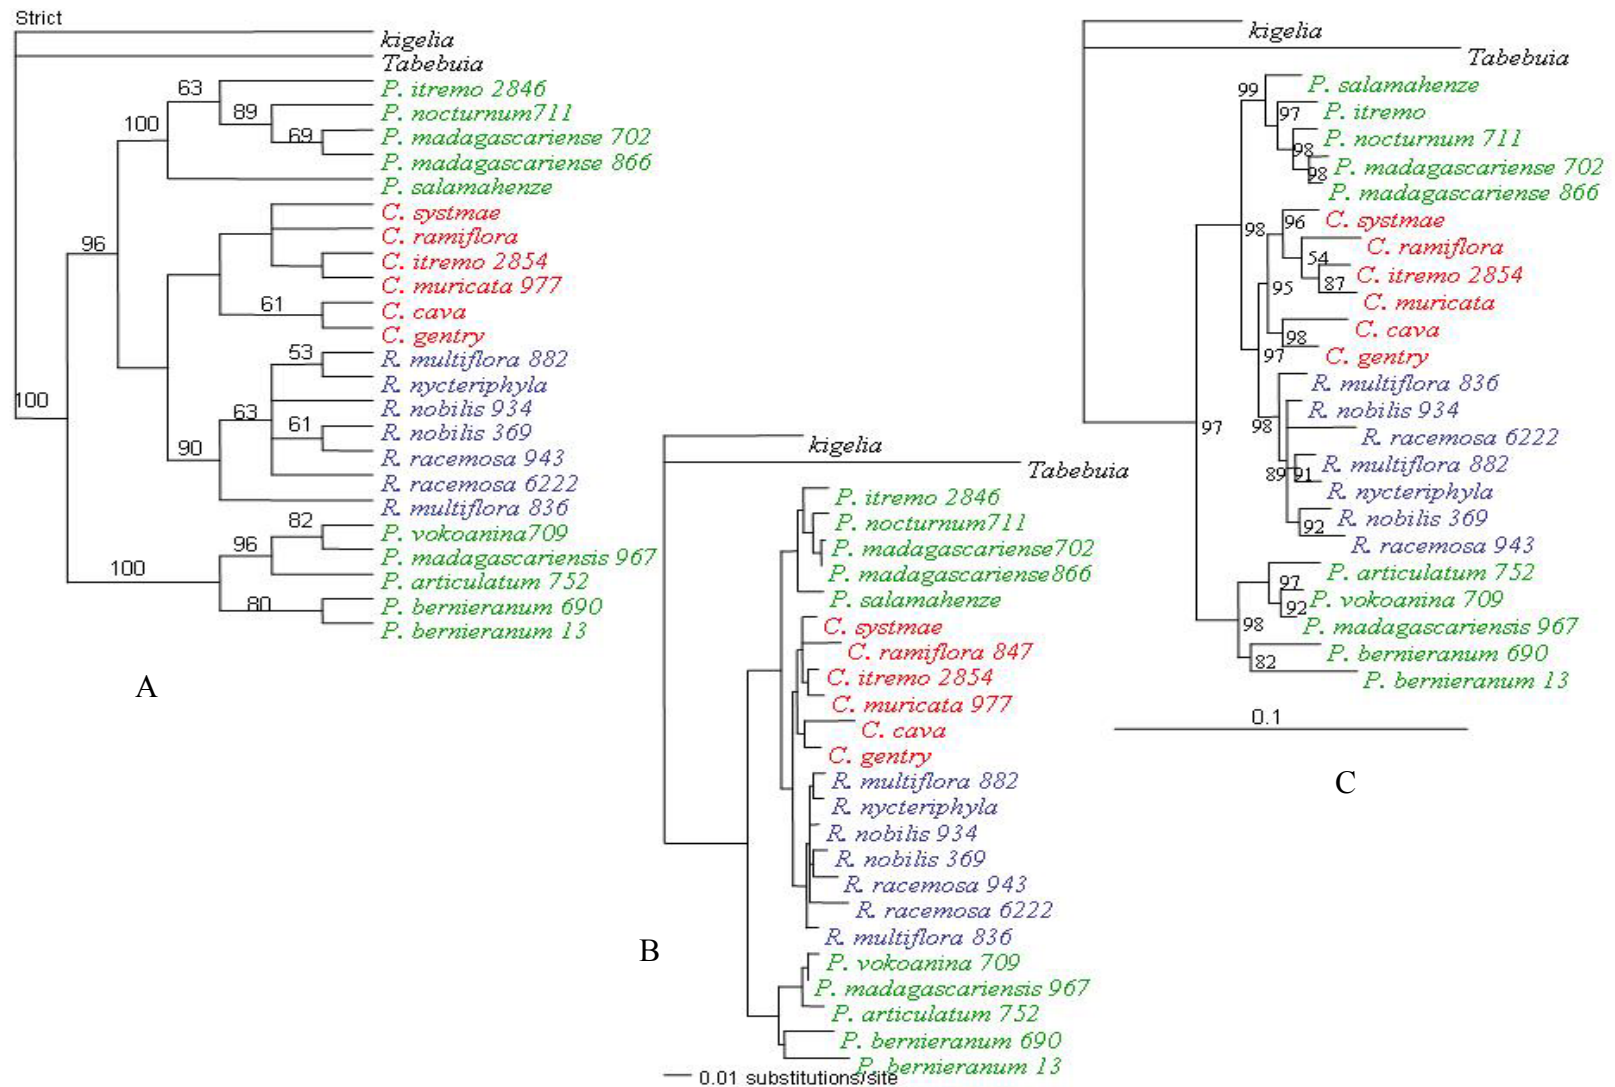 Strict
kigelia
Tabebuia
P. itremo 2846
P. nocturnum711
P. madagascariense 702
P. madagascariense 866
P. salamahenze
C. systmae
C. ramiflora
C. itremo 2854
C. muricata 977
C. cava
C. gentry
R. multiflora 882
R. nycteriphyla
R. nobilis 934
R. nobilis 369
R. racemosa 943
R. racemosa 6222
R. multiflora 836
P. vokoanina709
P. madagascariensis 967
P. articulatum 752
P. bernieranum 690
P. bernieranum 13
63
89
69
100
96
61
53
63
61
90
100
82
96
100
80
A
kigelia
Tabebuia
P. itremo 2846
P. nocturnum711
P. madagascariense702
P. madagascariense866
P. salamahenze
C. systmae
C. ramiflora 847
C. itremo 2854
C. muricata 977
C. cava
C. gentry
R. multiflora 882
R. nycteriphyla
R. nobilis 934
R. nobilis 369
R. racemosa 943
R. racemosa 6222
R. multiflora 836
P. vokoanina 709
P. madagascariensis 967
P. articulatum 752
P. bernieranum 690
P. bernieranum 13
0.01 substitutions/site
B
kigelia
Tabebuia
P. salamahenze
P. itremo
P. nocturnum 711
P. madagascariense 702
P. madagascariense 866
C. systmae
C. ramiflora
C. itremo 2854
C. muricata
C. cava
C. gentry
R. multiflora 836
R. nobilis 934
R. racemosa 6222
R. multiflora 882
R. nycteriphyla
R. nobilis 369
R. racemosa 943
P. articulatum 752
P. vokoanina 709
P. madagascariensis 967
P. bernieranum 690
P. bernieranum 13
99
97
98
98
96
98
54
87
95
98
97
97
98
89
91
92
97
92
98
82
0.1
C